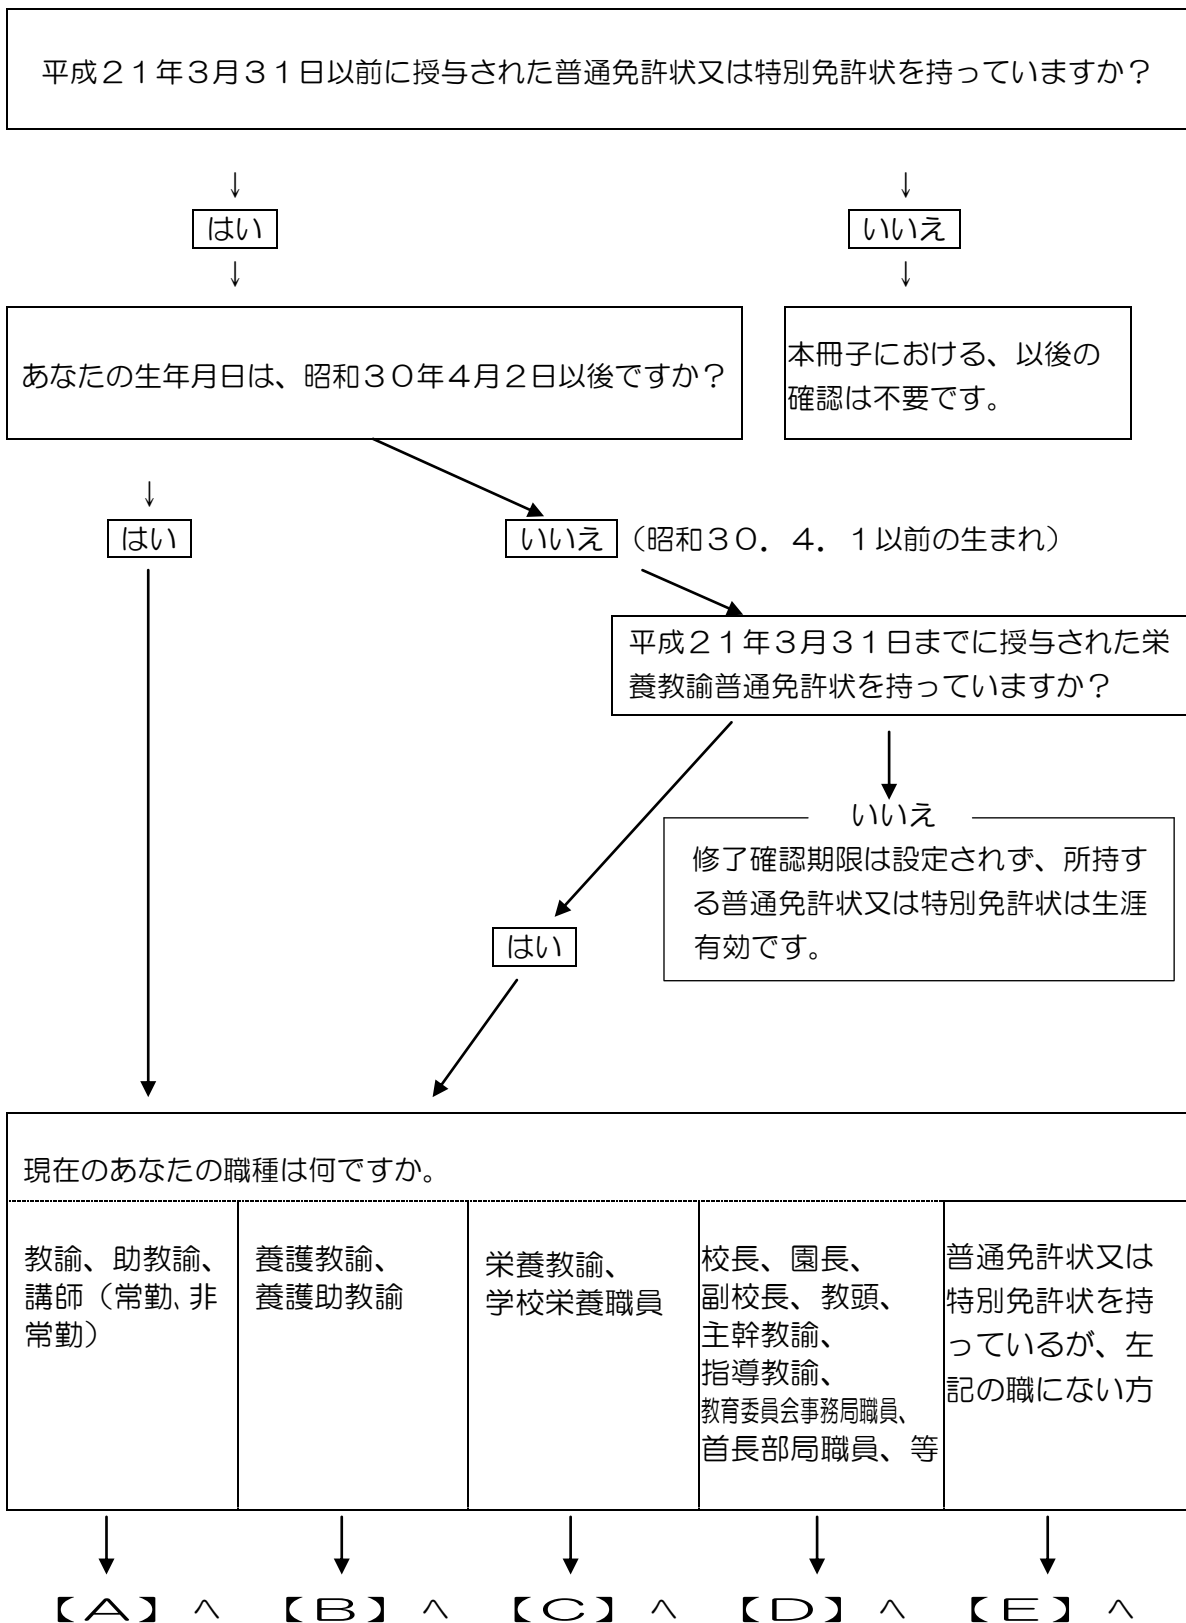 平成２１年３月３１日以前に授与された普通免許状又は特別免許状を持っていますか？
↓
↓
はい
いいえ
↓
↓
あなたの生年月日は、昭和３０年４月２日以後ですか？
本冊子における、以後の
確認は不要です。
↓
はい
いいえ（昭和３０．４．１以前の生まれ）
平成２１年３月３１日までに授与された栄
養教諭普通免許状を持っていますか？
いいえ
修了確認期限は設定されず、所持す
る普通免許状又は特別免許状は生涯
有効です。
はい
現在のあなたの職種は何ですか。
教諭、助教諭、
講師（常勤、非
常勤）
養護教諭、
養護助教諭
栄養教諭、
学校栄養職員
校長、園長、
副校長、教頭、
主幹教諭、
指導教諭、
教育委員会事務局職員、
首長部局職員、等
普通免許状又は
特別免許状を持
っているが、左
記の職にない方
【Ａ】へ
【Ｂ】へ
【Ｃ】へ
【Ｄ】へ
【Ｅ】へ